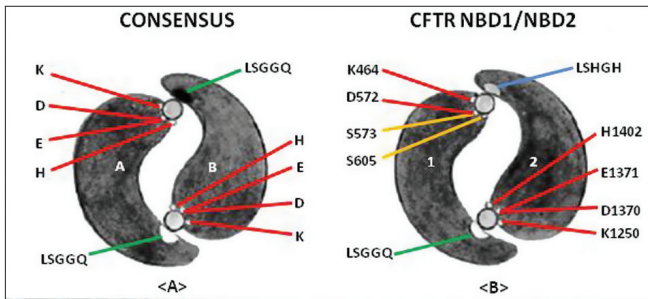 CONSENSUS
LSGGQ
K
D
E
H
A
B
H
E
D
K
LSGGQ
<A>
CFTR NBD1/NBD2
K464
LSHGH
D572
S573
S605
1
2
H1402
E1371
D1370
K1250
LSGGQ
<B>